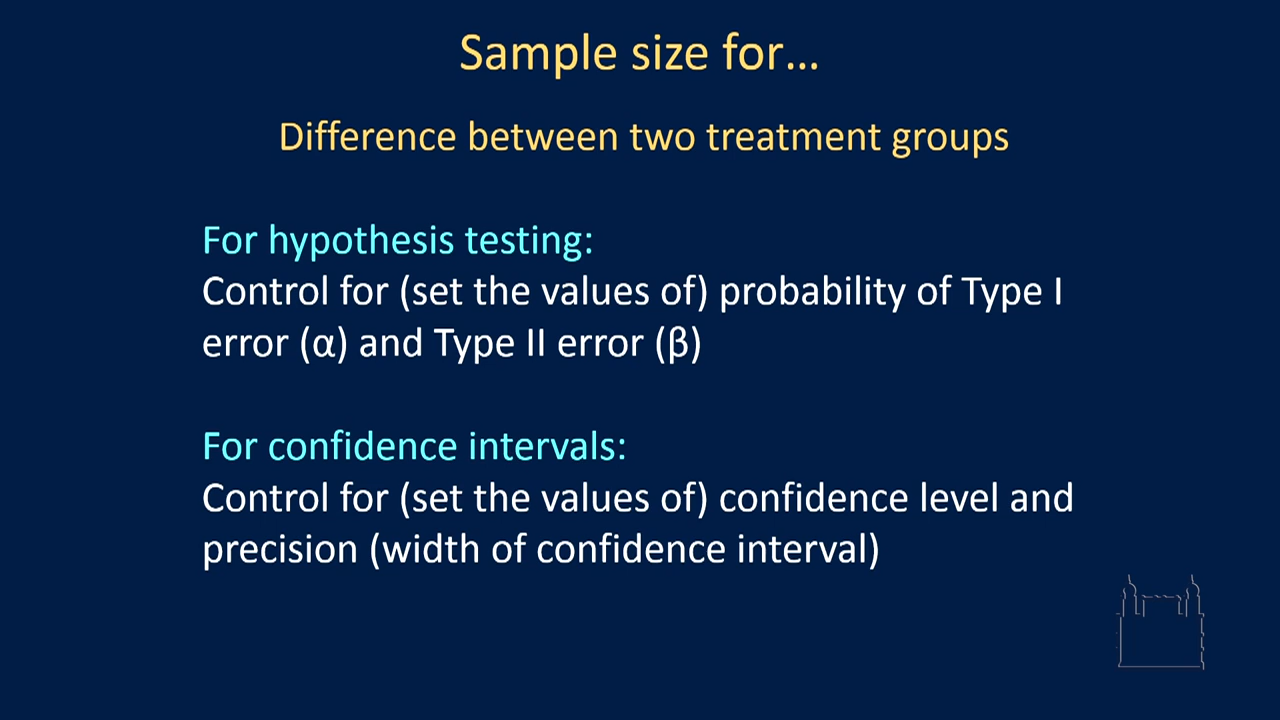 Sample size for…
Difference between two treatment groups
For hypothesis testing:
Control for (set the values of) probability of Type I
error (α) and Type II error (β)
For confidence intervals:
Control for (set the values of) confidence level and
precision (width of confidence interval)